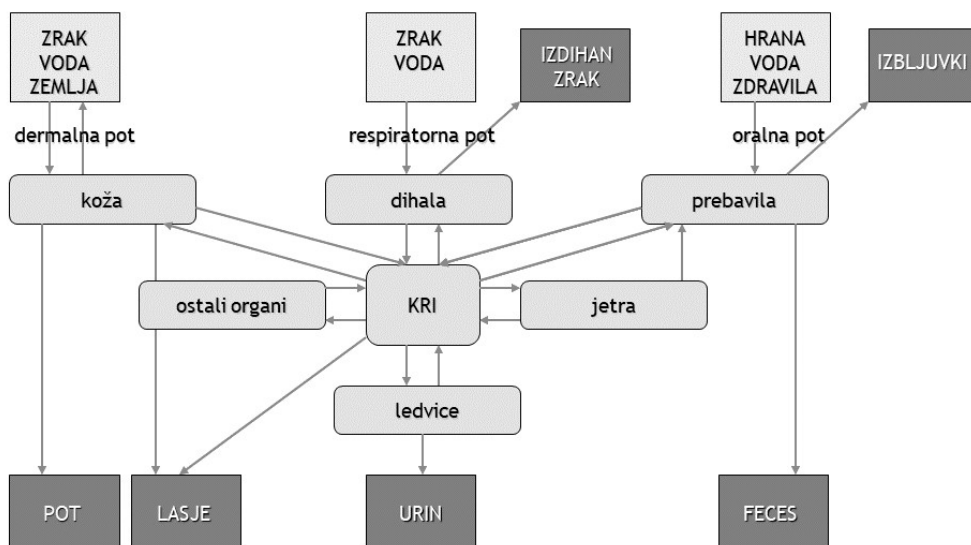 ZRAK
VODA
ZEMLJA
ZRAK
VODA
IZDIHAN
ZRAK
HRANA
VODA
ZDRAVILA
IZBLJUVKI
dermalna pot
respiratorna pot
oralna pot
koža
dihala
prebavila
ostali organi
KRI
jetra
ledvice
POT
LASJE
URIN
FECES